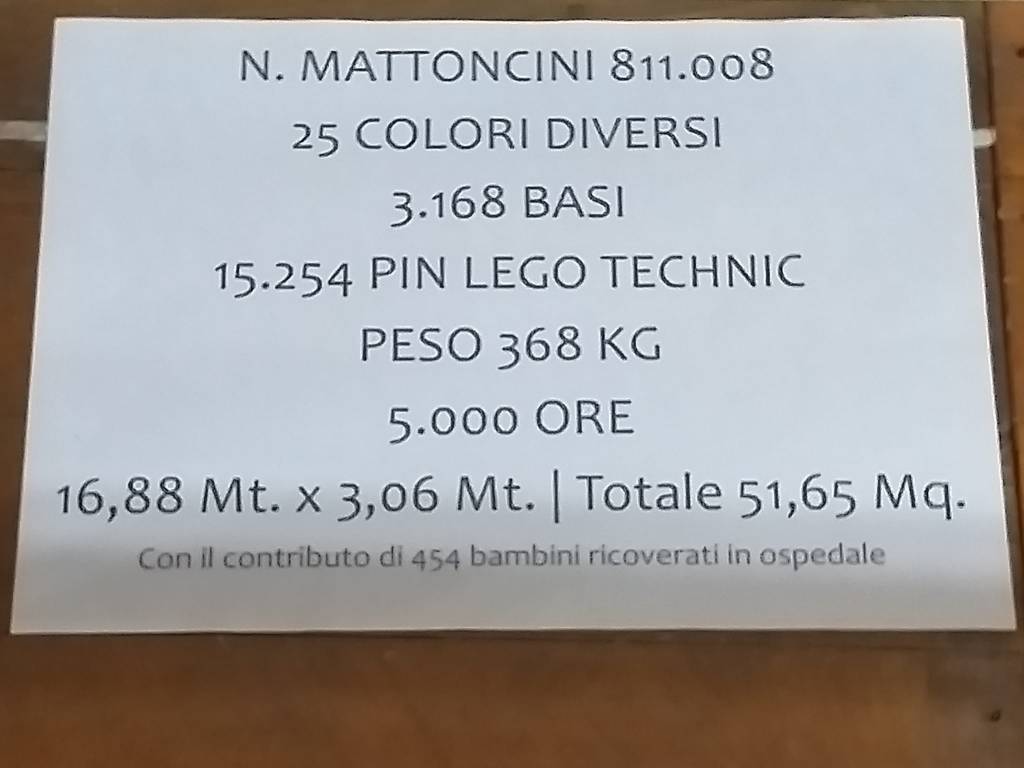 N. MATTONCINI 811.008
25 COLORI DIVERSI
3.168 BASI
15.254 PIN LEGO TECHNIC
PESO 368 KG
5.000 ORE
16,88 Mt. x 3,06 Mt. | Totale 51,65 Mq.
Con il contributo di 454 bambini ricoverati in ospedale